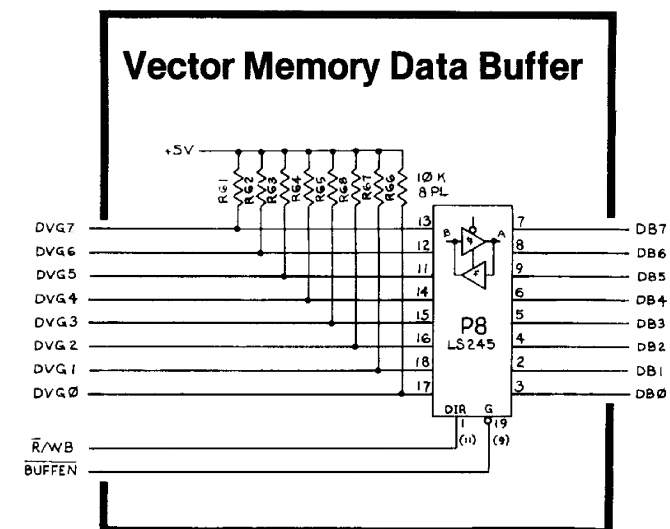 Vector Memory Data Buffer
+5V
RG1 RG2 RG3 RG4 RG5 RG8 RG7 RG6
10 K
8 PL
DVG7 13 7 DB7
B A
DVG6 12 8 DB6
DVG5 11 9 DB5
DVG4 14 6 DB4
DVG3 15 5 DB3
P8
DVG2 16 4 DB2
LS245
DVG1 18 2 DB1
DVGØ 17 3 DBØ
DIR G
1 19
(11) (9)
R̅/WB
B̅U̅F̅F̅E̅N̅